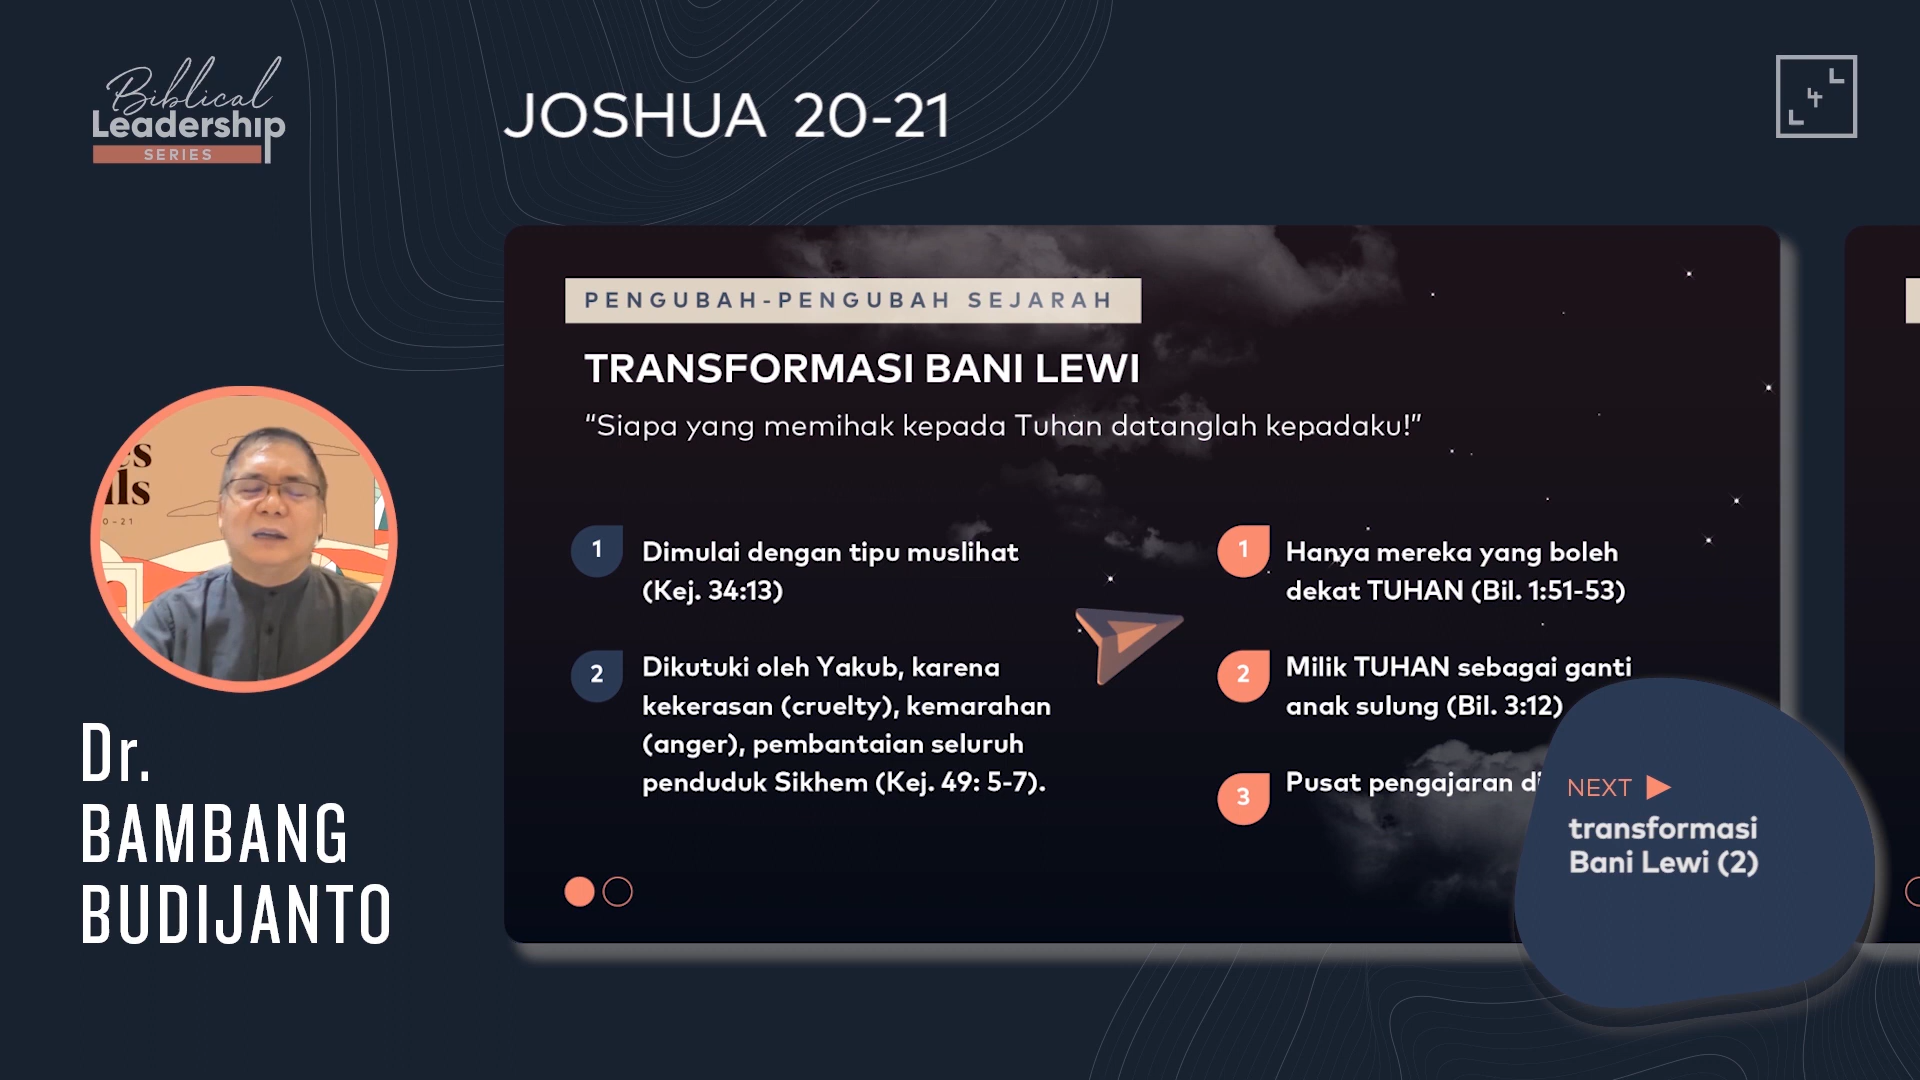 Biblical
Leadership
SERIES
JOSHUA 20-21
4
PENGUBAH-PENGUBAH SEJARAH
TRANSFORMASI BANI LEWI
“Siapa yang memihak kepada Tuhan datanglah kepadaku!”
1
Dimulai dengan tipu muslihat
(Kej. 34:13)
2
Dikutuki oleh Yakub, karena
kekerasan (cruelty), kemarahan
(anger), pembantaian seluruh
penduduk Sikhem (Kej. 49: 5-7).
1
Hanya mereka yang boleh
dekat TUHAN (Bil. 1:51-53)
2
Milik TUHAN sebagai ganti
anak sulung (Bil. 3:12)
3
Pusat pengajaran
NEXT
transformasi
Bani Lewi (2)
0-21
Dr.
BAMBANG
BUDIJANTO